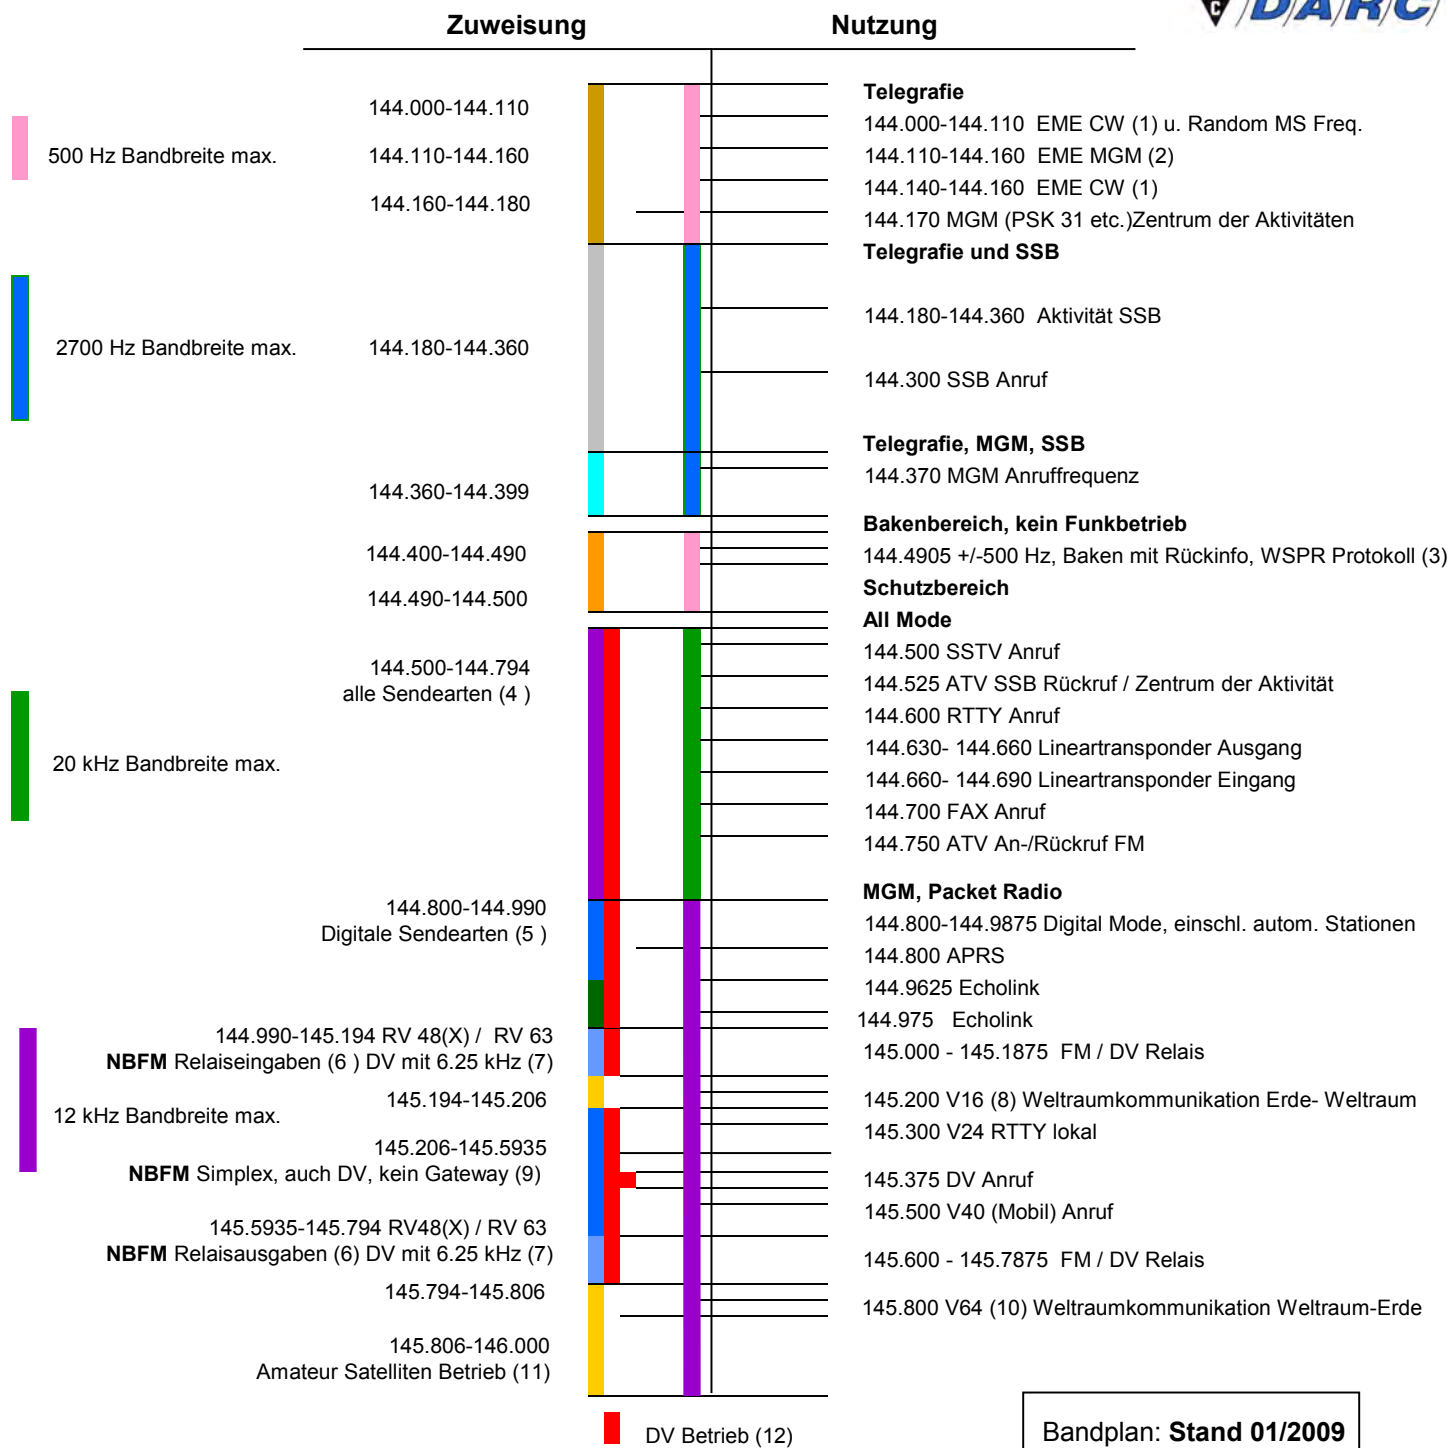 Zuweisung Nutzung
C DARC
Telegrafie
144.000-144.110
144.000-144.110 EME CW (1) u. Random MS Freq.
500 Hz Bandbreite max.
144.110-144.160
144.110-144.160 EME MGM (2)
144.140-144.160 EME CW (1)
144.160-144.180
144.170 MGM (PSK 31 etc.)Zentrum der Aktivitäten
Telegrafie und SSB
144.180-144.360 Aktivität SSB
2700 Hz Bandbreite max.
144.180-144.360
144.300 SSB Anruf
Telegrafie, MGM, SSB
144.370 MGM Anruffrequenz
144.360-144.399
Bakenbereich, kein Funkbetrieb
144.400-144.490
144.4905 +/-500 Hz, Baken mit Rückinfo, WSPR Protokoll (3)
Schutzbereich
144.490-144.500
All Mode
144.500 SSTV Anruf
144.500-144.794
alle Sendearten (4 )
144.525 ATV SSB Rückruf / Zentrum der Aktivität
144.600 RTTY Anruf
144.630- 144.660 Lineartransponder Ausgang
20 kHz Bandbreite max.
144.660- 144.690 Lineartransponder Eingang
144.700 FAX Anruf
144.750 ATV An-/Rückruf FM
MGM, Packet Radio
144.800-144.990
Digitale Sendearten (5 )
144.800-144.9875 Digital Mode, einschl. autom. Stationen
144.800 APRS
144.9625 Echolink
144.975 Echolink
144.990-145.194 RV 48(X) / RV 63
NBFM Relaiseingaben (6 ) DV mit 6.25 kHz (7)
145.000 - 145.1875 FM / DV Relais
145.194-145.206
145.200 V16 (8) Weltraumkommunikation Erde- Weltraum
12 kHz Bandbreite max.
145.300 V24 RTTY lokal
145.206-145.5935
NBFM Simplex, auch DV, kein Gateway (9)
145.375 DV Anruf
145.500 V40 (Mobil) Anruf
145.5935-145.794 RV48(X) / RV 63
NBFM Relaisausgaben (6) DV mit 6.25 kHz (7)
145.600 - 145.7875 FM / DV Relais
145.794-145.806
145.800 V64 (10) Weltraumkommunikation Weltraum-Erde
145.806-146.000
Amateur Satelliten Betrieb (11)
DV Betrieb (12)
Bandplan: Stand 01/2009